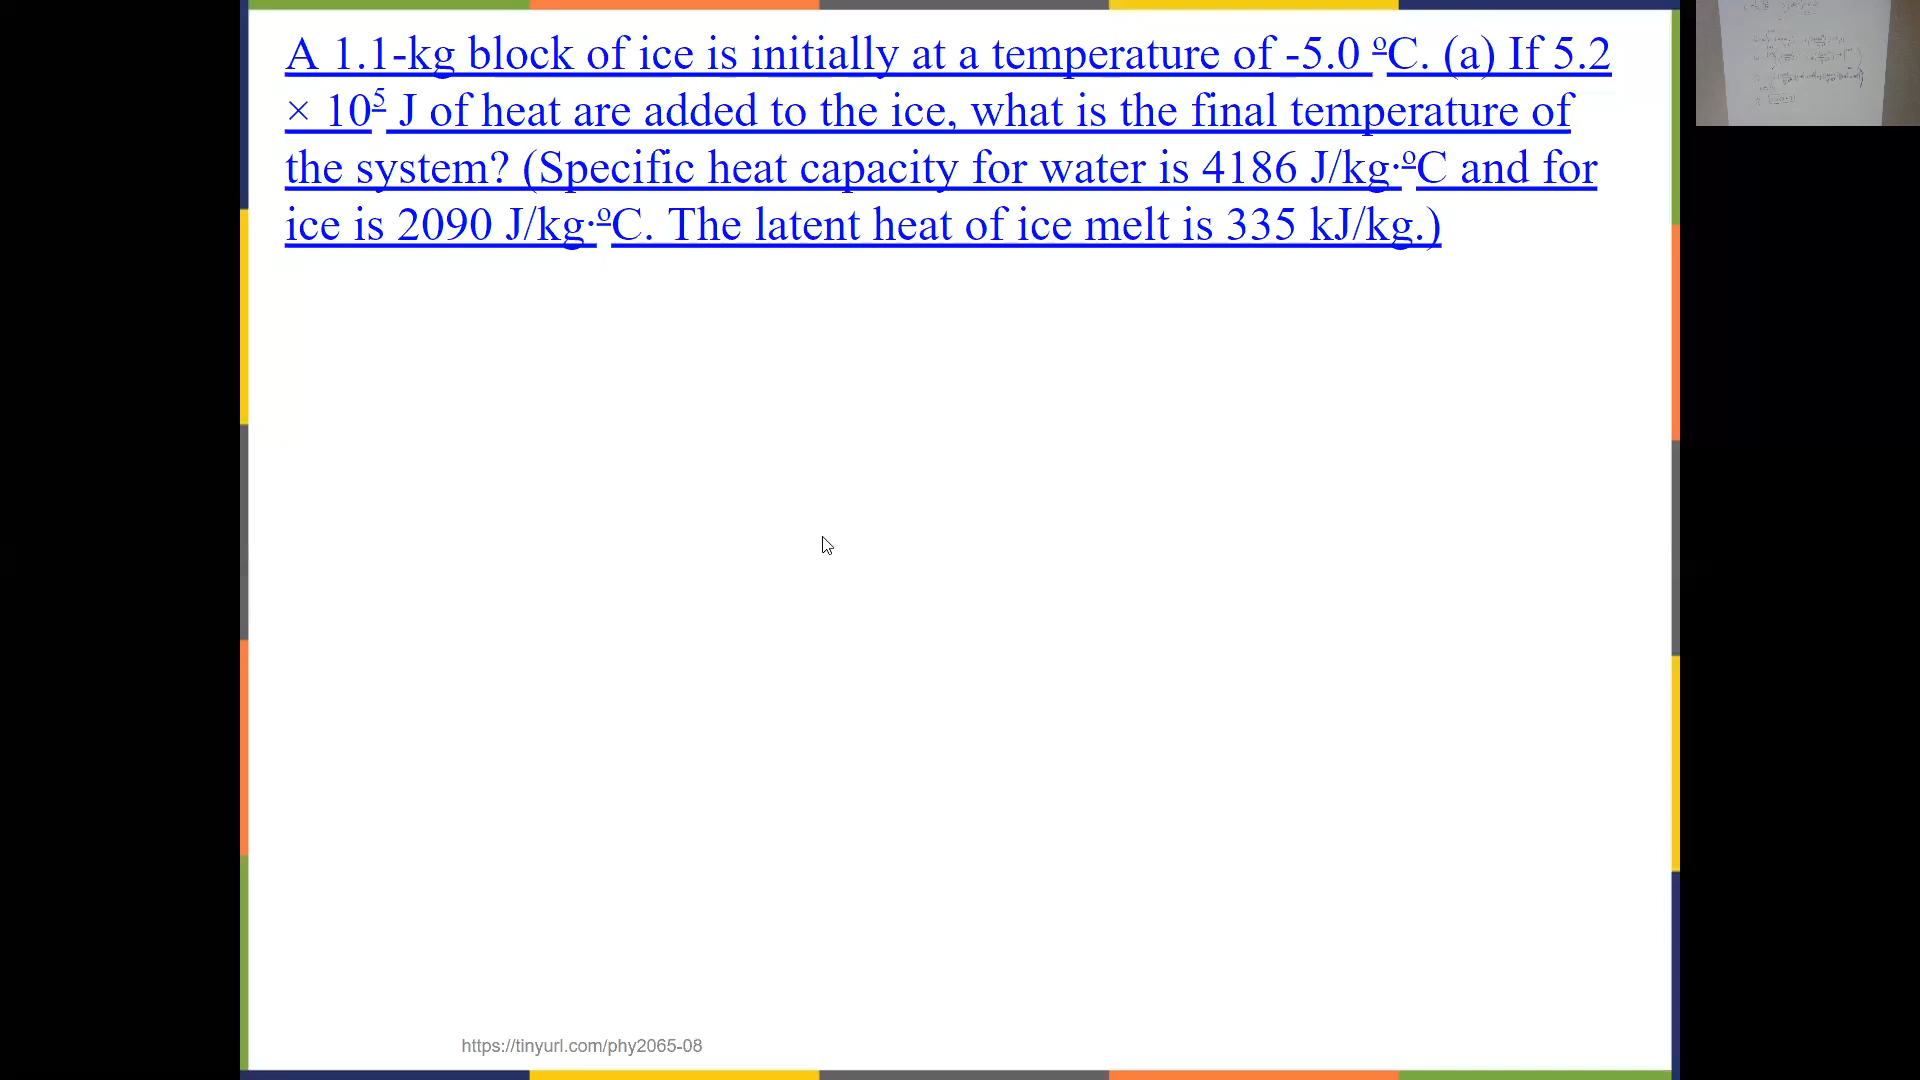 A 1.1-kg block of ice is initially at a temperature of -5.0 ºC. (a) If 5.2
× 10⁵ J of heat are added to the ice, what is the final temperature of
the system? (Specific heat capacity for water is 4186 J/kg·ºC and for
ice is 2090 J/kg·ºC. The latent heat of ice melt is 335 kJ/kg.)
https://tinyurl.com/phy2065-08